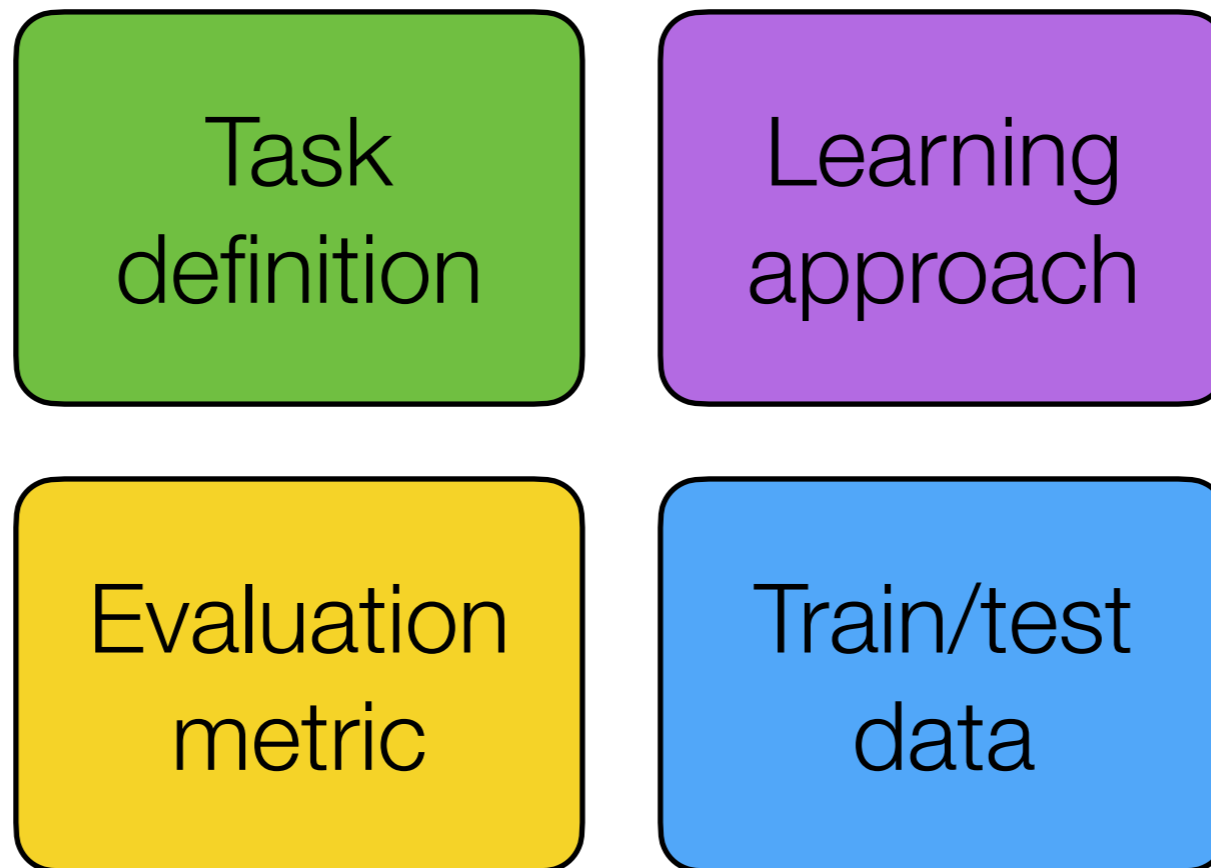 Task
definition
Learning
approach
Evaluation
metric
Train/test
data